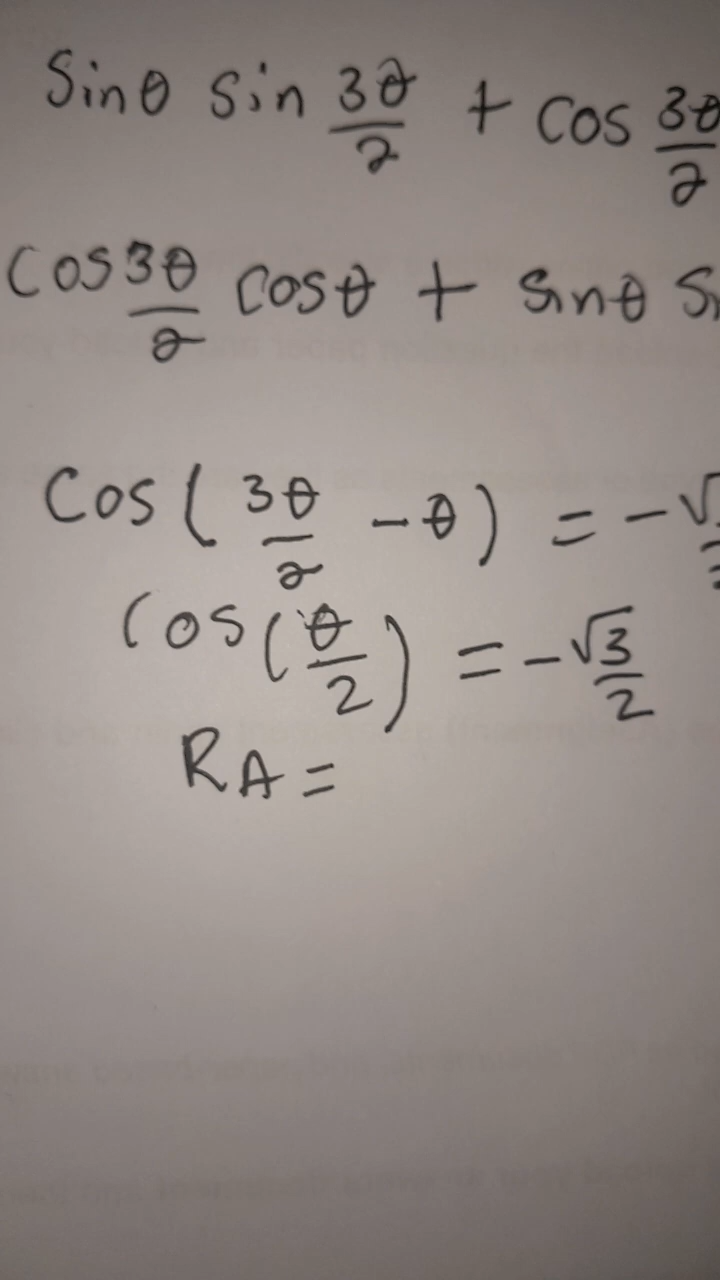 Sinθ Sin 3θ/2 + Cos 3θ/2
Cos 3θ/2 Cosθ + Sinθ
Cos( 3θ/2 - θ) = -√
Cos(θ/2) = -√3/2
RA =